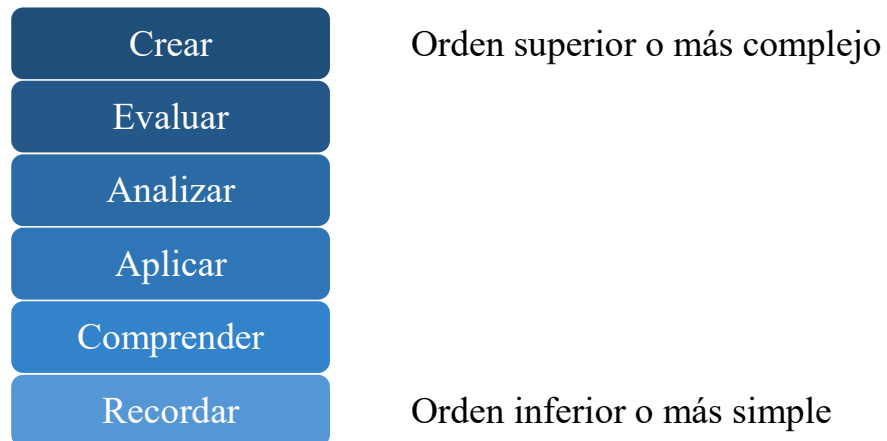 Crear
Orden superior o más complejo
Evaluar
Analizar
Aplicar
Comprender
Recordar
Orden inferior o más simple